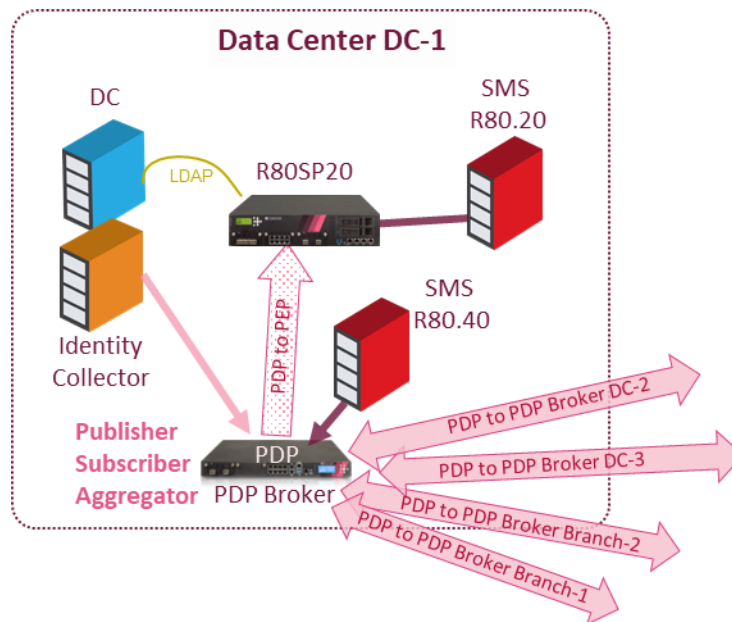 Data Center DC-1
DC
SMS
R80.20
LDAP
R80SP20
SMS
R80.40
Identity
Collector
PDP to PEP
Publisher
Subscriber
Aggregator
PDP
PDP Broker
PDP to PDP Broker DC-2
PDP to PDP Broker DC-3
PDP to PDP Broker Branch-2
PDP to PDP Broker Branch-1